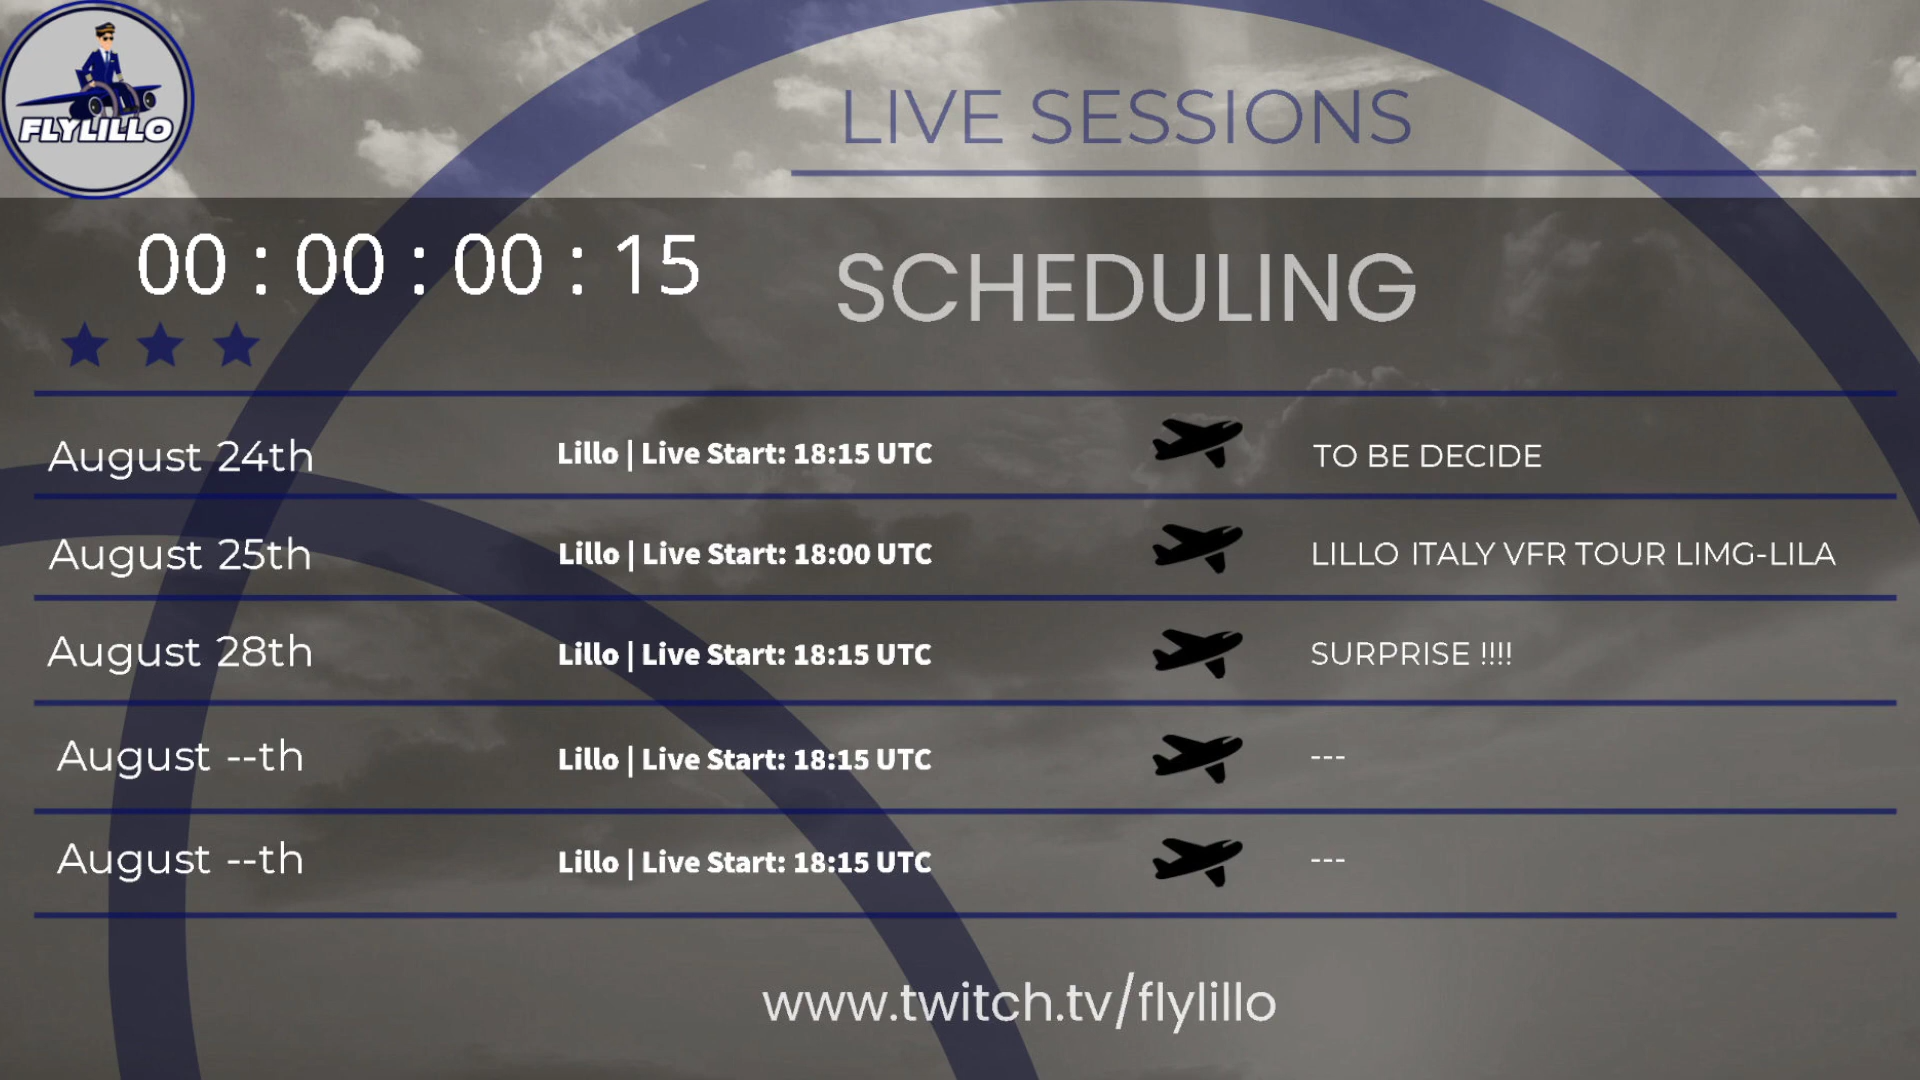 FLYLILLO
LIVE SESSIONS
00 : 00 : 00 : 15
SCHEDULING
August 24th Lillo | Live Start: 18:15 UTC TO BE DECIDE
August 25th Lillo | Live Start: 18:00 UTC LILLO ITALY VFR TOUR LIMG-LILA
August 28th Lillo | Live Start: 18:15 UTC SURPRISE !!!!
August --th Lillo | Live Start: 18:15 UTC ---
August --th Lillo | Live Start: 18:15 UTC ---
www.twitch.tv/flylillo